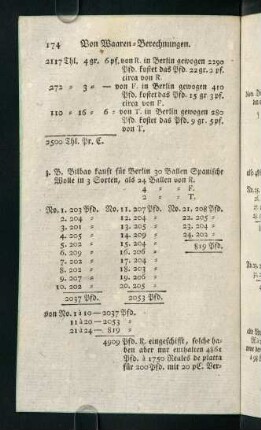 174 Von Waaren-Berechnungen.
2117 Thl. 4 gr. 6 pf. von R. in Berlin gewogen 2290
Pfd. kostet das Pfd. 22 gr. 2 pf.
circa von R.
272 " 3 " — von F. in Berlin gewogen 410
Pfd. kostet das Pfd. 15 gr 3 pf.
circa von F.
110 " 16 " 6 " von T. in Berlin gewogen 280
Pfd. kostet das Pfd. 9 gr. 5 pf.
von T.
2500 Thl. Pr. C.
z. B. Bilbao kauft für Berlin 30 Ballen Spanische
Wolle in 3 Sorten, als 24 Ballen von R.
4 " " F.
2 " " T.
No. 1. 203 Pfd. No. 11. 207 Pfd. No. 21. 208 Pfd.
2. 204 " 12. 204 " 22. 205 "
3. 201 " 13. 205 " 23. 204 "
4. 205 " 14. 209 " 24. 202 "
5. 202 " 15. 204 " 819 Pfd.
6. 209 " 16. 206 "
7. 204 " 17. 202 "
8. 202 " 18. 203 "
9. 205 " 19. 207 "
10. 202 " 20. 206 "
2037 Pfd. 2053 Pfd.
von No. 1 à 10 — 2037 Pfd.
11 à 20 — 2053 "
21 à 24 — 819 "
4909 Pfd. R. eingeschifft, solche ha-
ben aber nur enthalten 4861
Pfd. à 1750 Reales de platta
für 200 Pfd. mit 20 pC. Ver-